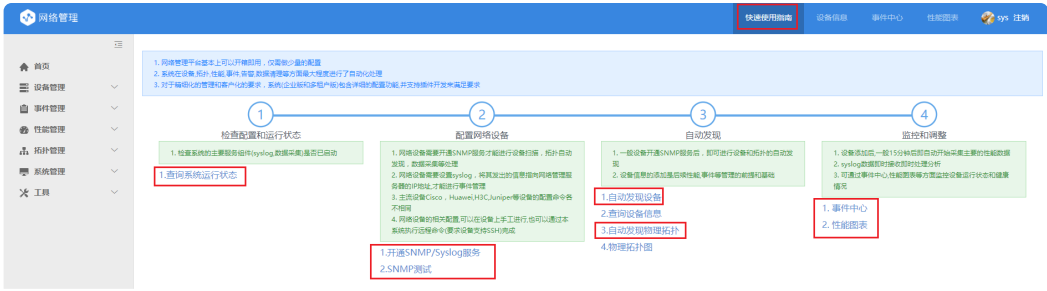 网络管理
快速使用指南
设备信息
事件中心
性能图表
sys 注销
首页
设备管理
事件管理
性能管理
拓扑管理
系统管理
工具
1. 网络管理平台基本上可以开箱即用，仅需做少量的配置
2. 系统在设备,拓扑,性能,事件,告警,数据清理等方面最大程度进行了自动化处理
3. 对于精细化的管理和客户化的要求，系统(企业版和多租户版)包含详细的配置功能,并支持插件开发来满足要求
1
检查配置和运行状态
1. 检查系统的主要服务组件(syslog,数据采集)是否已启动
1.查询系统运行状态
2
配置网络设备
1. 网络设备需要开通SNMP服务才能进行设备扫描，拓扑自动
发现，数据采集等处理
2. 网络设备需要设置syslog，将其发出的信息指向网络管理服
务器的IP地址,才能进行事件管理
3. 主流设备Cisco，Huawei,H3C,Juniper等设备的配置命令各
不相同
4. 网络设备的相关配置,可以在设备上手工进行,也可以通过本
系统执行远程命令(要求设备支持SSH)完成
1.开通SNMP/Syslog服务
2.SNMP测试
3
自动发现
1. 一般设备开通SNMP服务后，即可进行设备和拓扑的自动发
现
2. 设备信息的添加是后续性能,事件等管理的前提和基础
1.自动发现设备
2.查询设备信息
3.自动发现物理拓扑
4.物理拓扑图
4
监控和调整
1. 设备添加后,一般15分钟后即自动开始采集主要的性能数据
2. syslog数据即时接收即时处理分析
3. 可通过事件中心,性能图表等方面监控设备运行状态和健康
情况
1. 事件中心
2. 性能图表